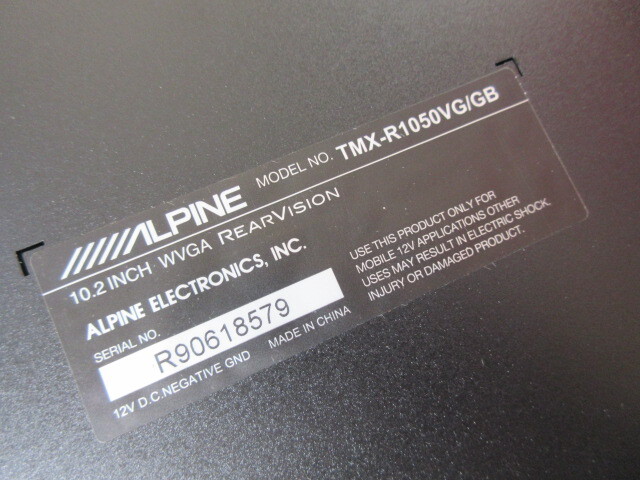 ALPINE MODEL NO. TMX-R1050VG/GB
10.2 INCH WVGA REARVISION
ALPINE ELECTRONICS, INC.
SERIAL NO.
R90618579
12V D.C.NEGATIVE GND MADE IN CHINA
USE THIS PRODUCT ONLY FOR
MOBILE 12V APPLICATIONS OTHER
USES MAY RESULT IN ELECTRIC SHOCK.
INJURY OR DAMAGED PRODUCT.